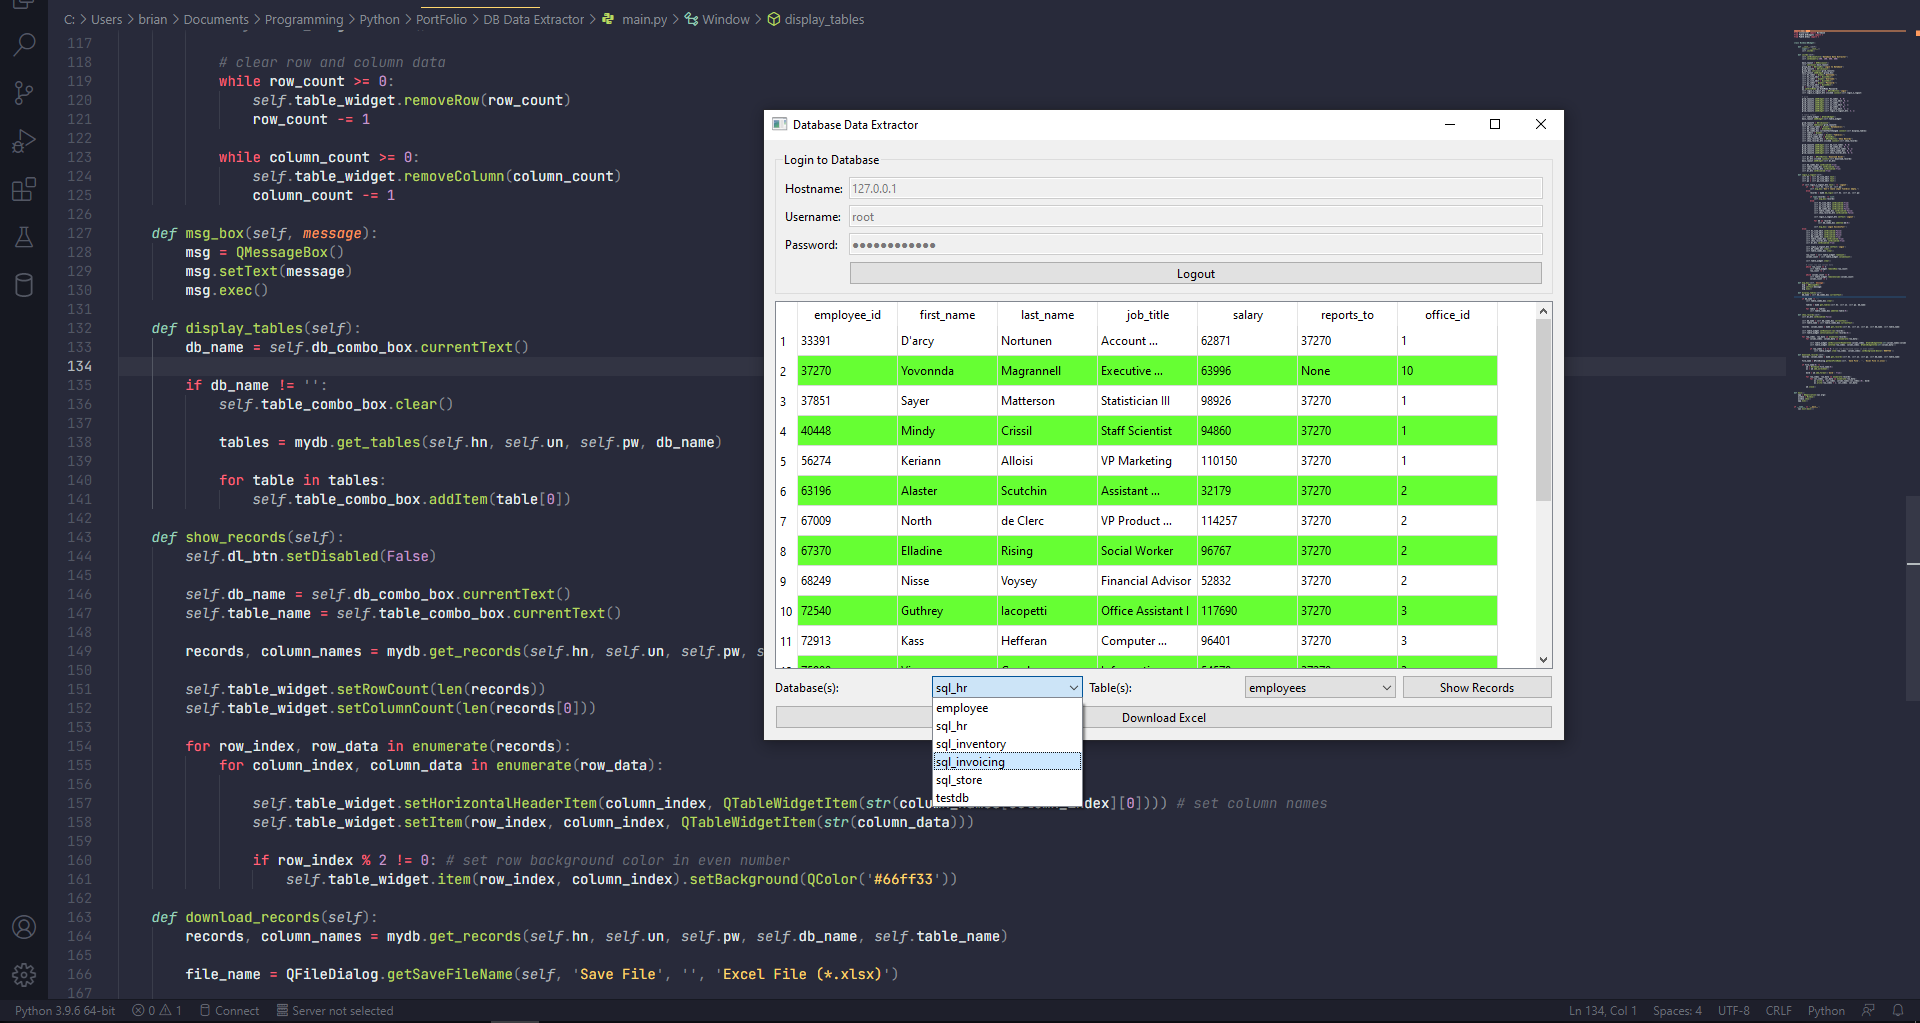 C: > Users > brian > Documents > Programming > Python > PortFolio > DB Data Extractor > main.py > Window > display_tables
117
118 # clear row and column data
119 while row_count >= 0:
120 self.table_widget.removeRow(row_count)
121 row_count -= 1
122
123 while column_count >= 0:
124 self.table_widget.removeColumn(column_count)
125 column_count -= 1
126
127 def msg_box(self, message):
128 msg = QMessageBox()
129 msg.setText(message)
130 msg.exec()
131
132 def display_tables(self):
133 db_name = self.db_combo_box.currentText()
134
135 if db_name != '':
136 self.table_combo_box.clear()
137
138 tables = mydb.get_tables(self.hn, self.un, self.pw, db_name)
139
140 for table in tables:
141 self.table_combo_box.addItem(table[0])
142
143 def show_records(self):
144 self.dl_btn.setDisabled(False)
145
146 self.db_name = self.db_combo_box.currentText()
147 self.table_name = self.table_combo_box.currentText()
148
149 records, column_names = mydb.get_records(self.hn, self.un, self.pw, s
150
151 self.table_widget.setRowCount(len(records))
152 self.table_widget.setColumnCount(len(records[0]))
153
154 for row_index, row_data in enumerate(records):
155 for column_index, column_data in enumerate(row_data):
156
157 self.table_widget.setHorizontalHeaderItem(column_index, QTableWidgetItem(str(colu ndex][0]))) # set column names
158 self.table_widget.setItem(row_index, column_index, QTableWidgetItem(str(column_data)))
159
160 if row_index % 2 != 0: # set row background color in even number
161 self.table_widget.item(row_index, column_index).setBackground(QColor('#66ff33'))
162
163 def download_records(self):
164 records, column_names = mydb.get_records(self.hn, self.un, self.pw, self.db_name, self.table_name)
165
166 file_name = QFileDialog.getSaveFileName(self, 'Save File', '', 'Excel File (*.xlsx)')
167
Database Data Extractor
Login to Database
Hostname: 127.0.0.1
Username: root
Password: ●●●●●●●●●●●●
Logout
employee_id first_name last_name job_title salary reports_to office_id
1 33391 D'arcy Nortunen Account ... 62871 37270 1
2 37270 Yovonnda Magrannell Executive ... 63996 None 10
3 37851 Sayer Matterson Statistician III 98926 37270 1
4 40448 Mindy Crissil Staff Scientist 94860 37270 1
5 56274 Keriann Alloisi VP Marketing 110150 37270 1
6 63196 Alaster Scutchin Assistant ... 32179 37270 2
7 67009 North de Clerc VP Product ... 114257 37270 2
8 67370 Elladine Rising Social Worker 96767 37270 2
9 68249 Nisse Voysey Financial Advisor 52832 37270 2
10 72540 Guthrey Iacopetti Office Assistant I 117690 37270 3
11 72913 Kass Hefferan Computer ... 96401 37270 3
Database(s): sql_hr Table(s): employees Show Records
employee
sql_hr
sql_inventory
sql_invoicing
sql_store
testdb
Download Excel
Python 3.9.6 64-bit 0 1 Connect Server not selected Ln 134, Col 1 Spaces: 4 UTF-8 CRLF Python